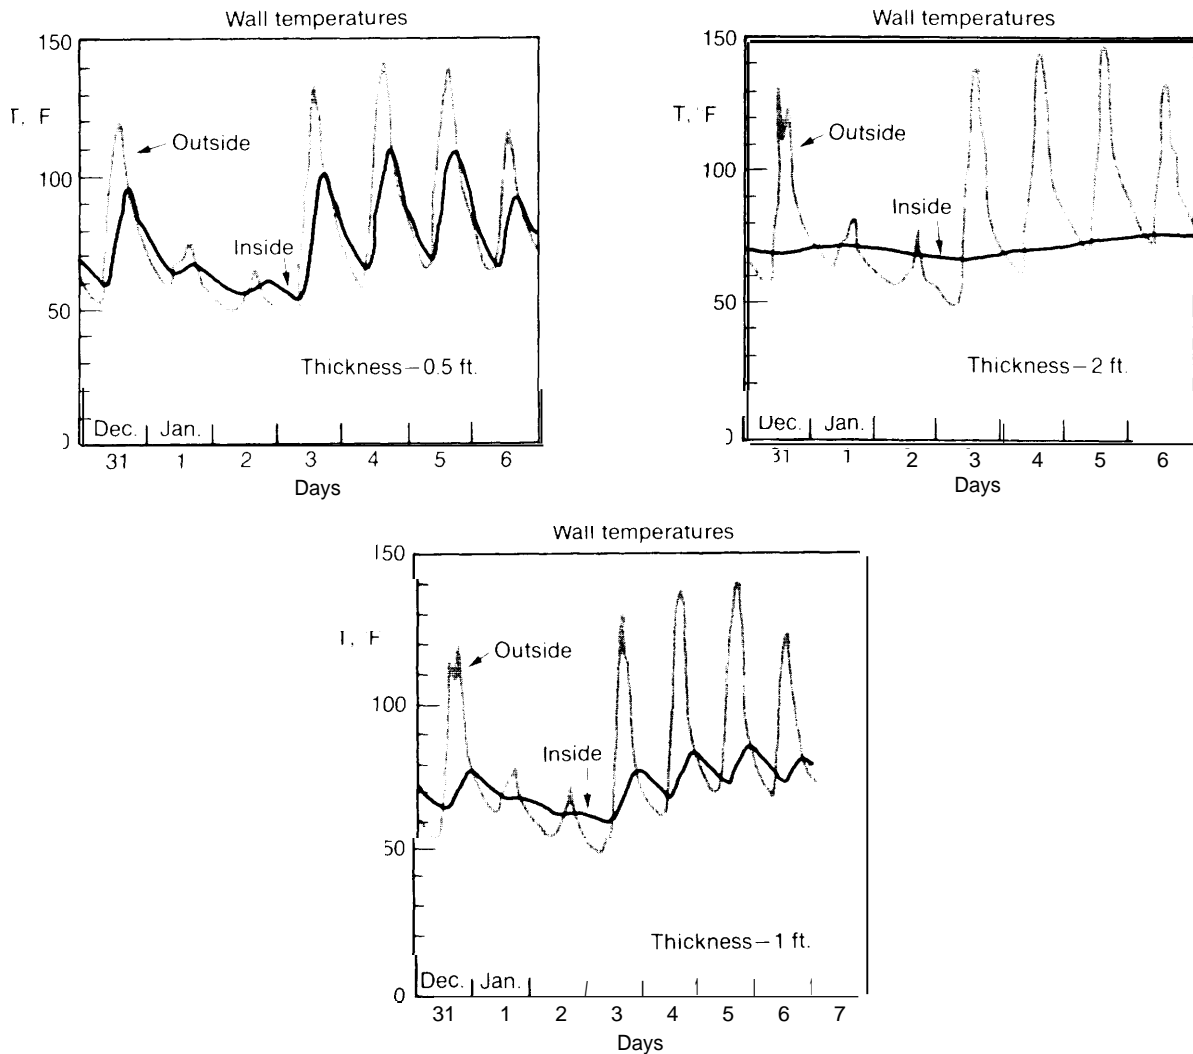 Wall temperatures
150
T, F
Outside
100
Inside
50
Thickness—0.5 ft.
Dec. Jan.
31 1 2 3 4 5 6
Days
Wall temperatures
150
T, F
Outside
100
Inside
50
Thickness—2 ft.
0
Dec. Jan.
31 1 2 3 4 5 6
Days
Wall temperatures
150
T, F
Outside
100
Inside
50
Thickness—1 ft.
0
Dec. Jan.
31 1 2 3 4 5 6 7
Days